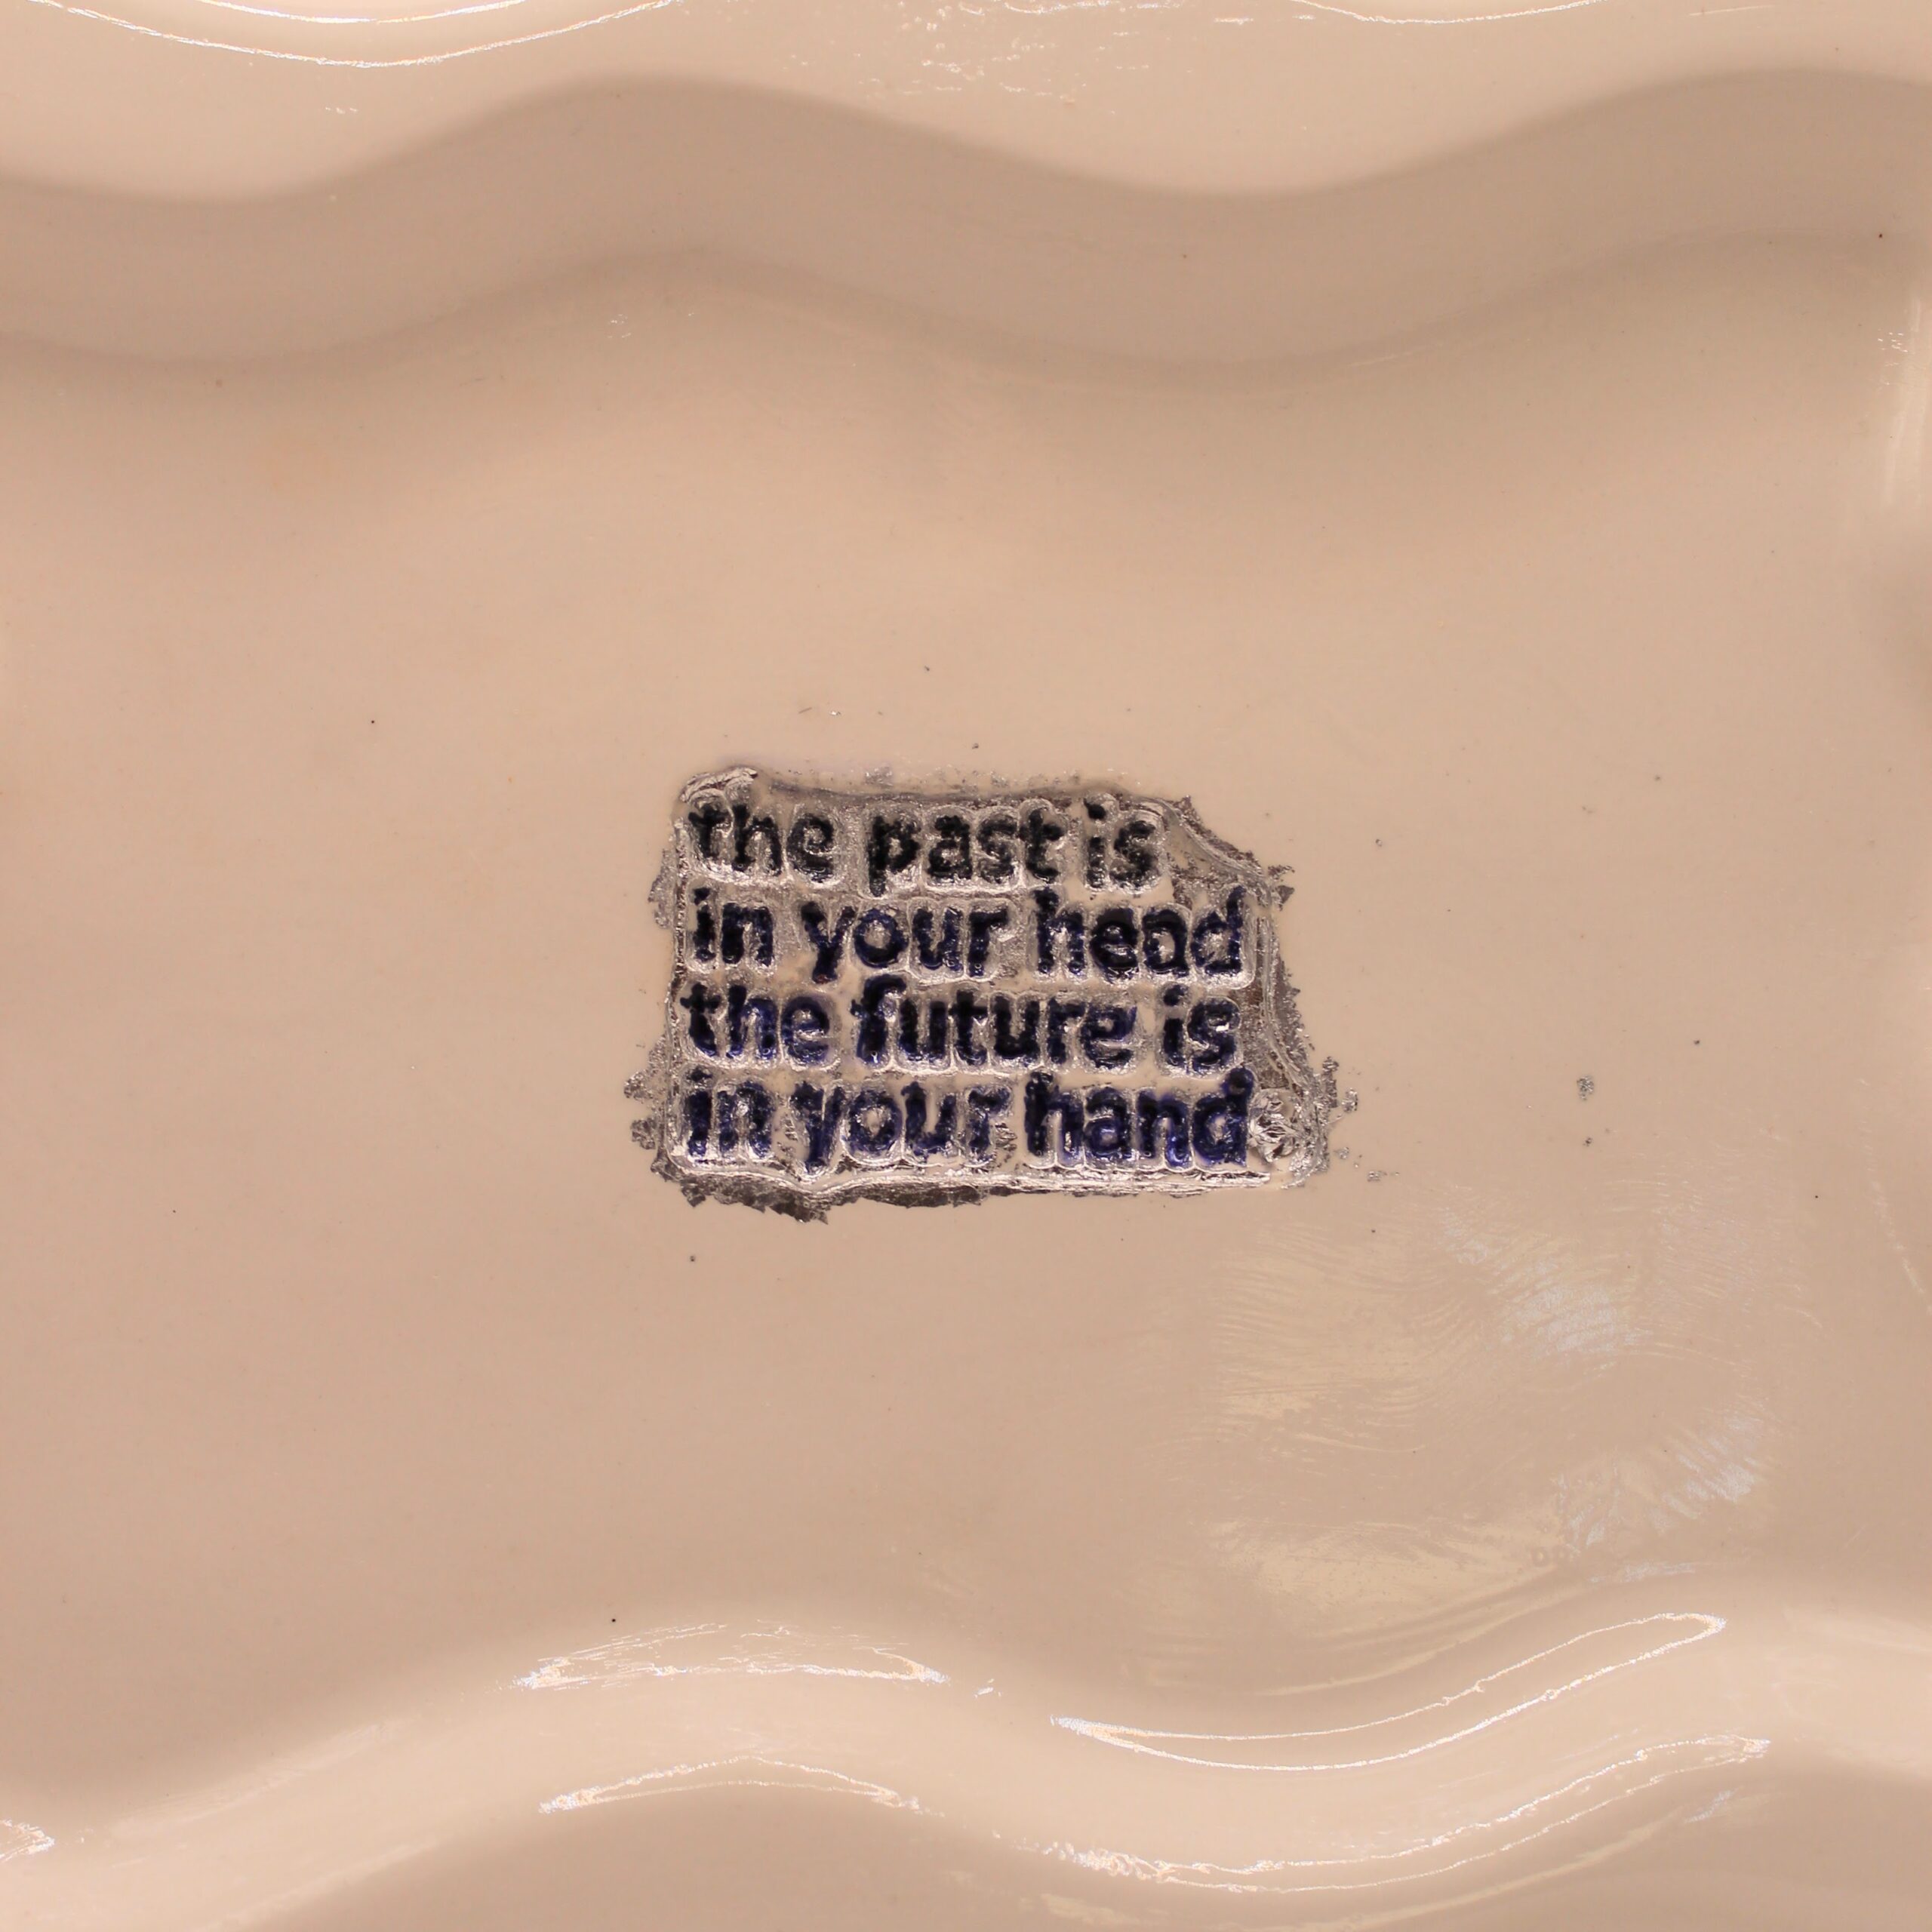 the past is
in your head
the future is
in your hand